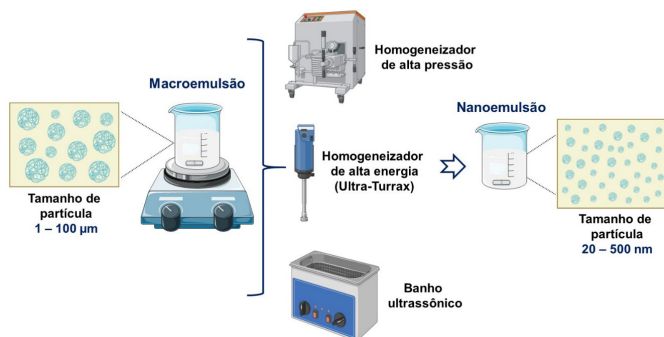 Macroemulsão
Tamanho de
partícula
1 – 100 µm
Homogeneizador
de alta pressão
Homogeneizador
de alta energia
(Ultra-Turrax)
Banho
ultrassônico
Nanoemulsão
Tamanho de
partícula
20 – 500 nm